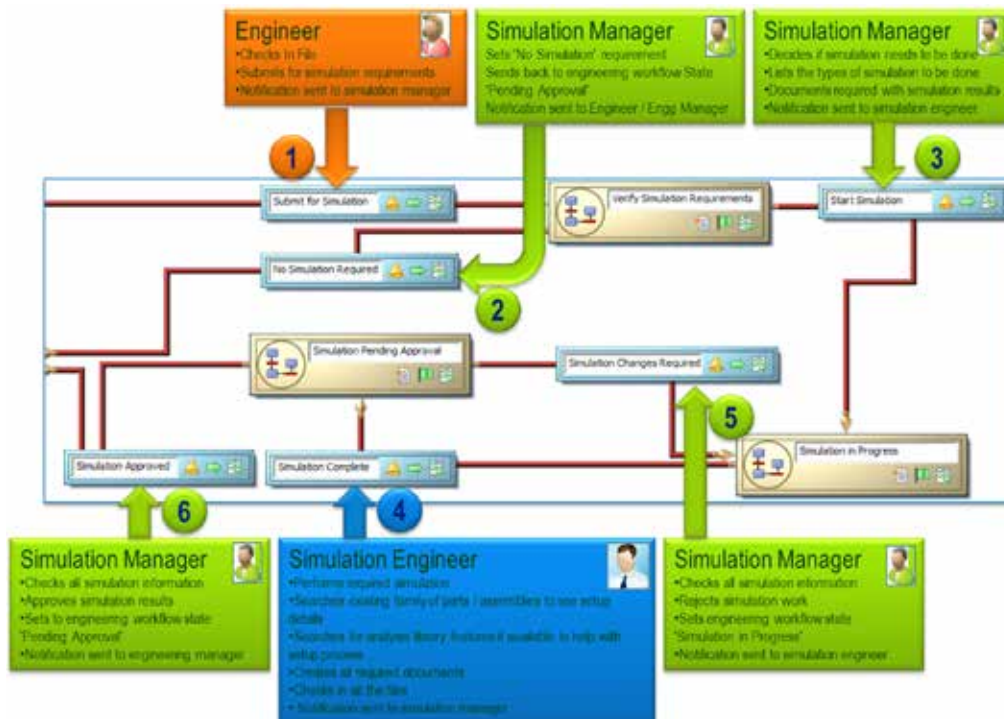 Engineer
•Checks In File
•Submits for simulation requirements
•Notification sent to simulation manager
Simulation Manager
Sets "No Simulation" requirement
Sends back to engineering workflow State
"Pending Approval"
Notification sent to Engineer / Engg Manager
Simulation Manager
•Decides if simulation needs to be done
•Lists the types of simulation to be done
•Documents required with simulation results
•Notification sent to simulation engineer
1
3
Submit for Simulation
Verify Simulation Requirements
Start Simulation
No Simulation Required
2
Simulation Pending Approval
Simulation Changes Required
5
Simulation in Progress
Simulation Approved
Simulation Complete
6
4
Simulation Manager
•Checks all simulation information
•Approves simulation results
•Sets to engineering workflow state
"Pending Approval"
•Notification sent to engineering manager
Simulation Engineer
•Performs required simulation
•Searches existing family of parts / assemblies to see setup
details
•Searches for analysis library features if available to help with
setup process
•Creates all required documents
•Checks in all the files
•Notification sent to simulation manager
Simulation Manager
•Checks all simulation information
•Rejects simulation work
•Sets engineering workflow state
"Simulation in Progress"
•Notification sent to simulation engineer